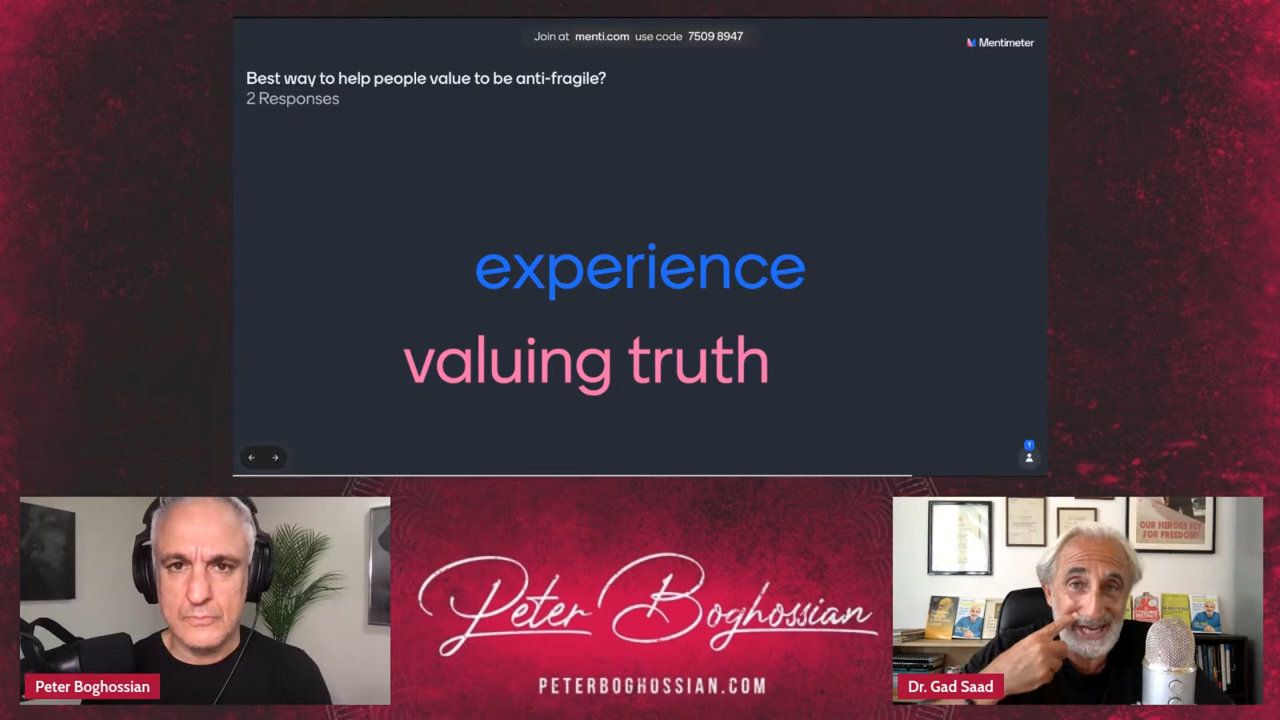 Join at menti.com use code 7509 8947
Mentimeter
Best way to help people value to be anti-fragile?
2 Responses
experience
valuing truth
1
OUR HEROES FLY
FOR FREEDOM!
Peter Boghossian
PETERBOGHOSSIAN.COM
Peter Boghossian
Dr. Gad Saad